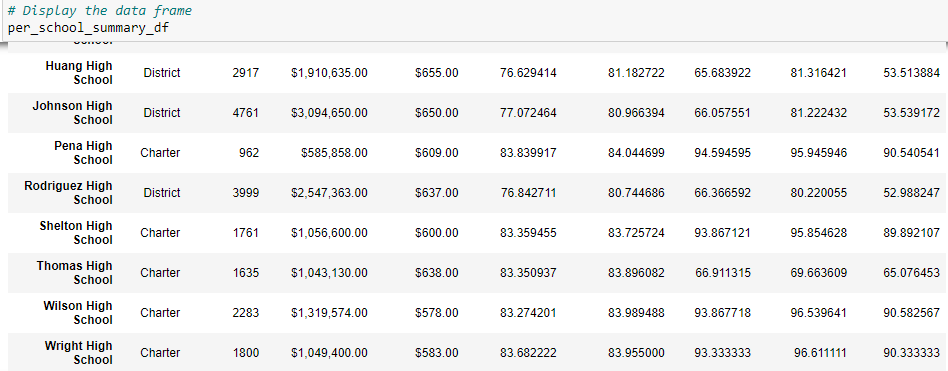 # Display the data frame
per_school_summary_df
School
Huang High School District 2917 $1,910,635.00 $655.00 76.629414 81.182722 65.683922 81.316421 53.513884
Johnson High School District 4761 $3,094,650.00 $650.00 77.072464 80.966394 66.057551 81.222432 53.539172
Pena High School Charter 962 $585,858.00 $609.00 83.839917 84.044699 94.594595 95.945946 90.540541
Rodriguez High School District 3999 $2,547,363.00 $637.00 76.842711 80.744686 66.366592 80.220055 52.988247
Shelton High School Charter 1761 $1,056,600.00 $600.00 83.359455 83.725724 93.867121 95.854628 89.892107
Thomas High School Charter 1635 $1,043,130.00 $638.00 83.350937 83.896082 66.911315 69.663609 65.076453
Wilson High School Charter 2283 $1,319,574.00 $578.00 83.274201 83.989488 93.867718 96.539641 90.582567
Wright High School Charter 1800 $1,049,400.00 $583.00 83.682222 83.955000 93.333333 96.611111 90.333333